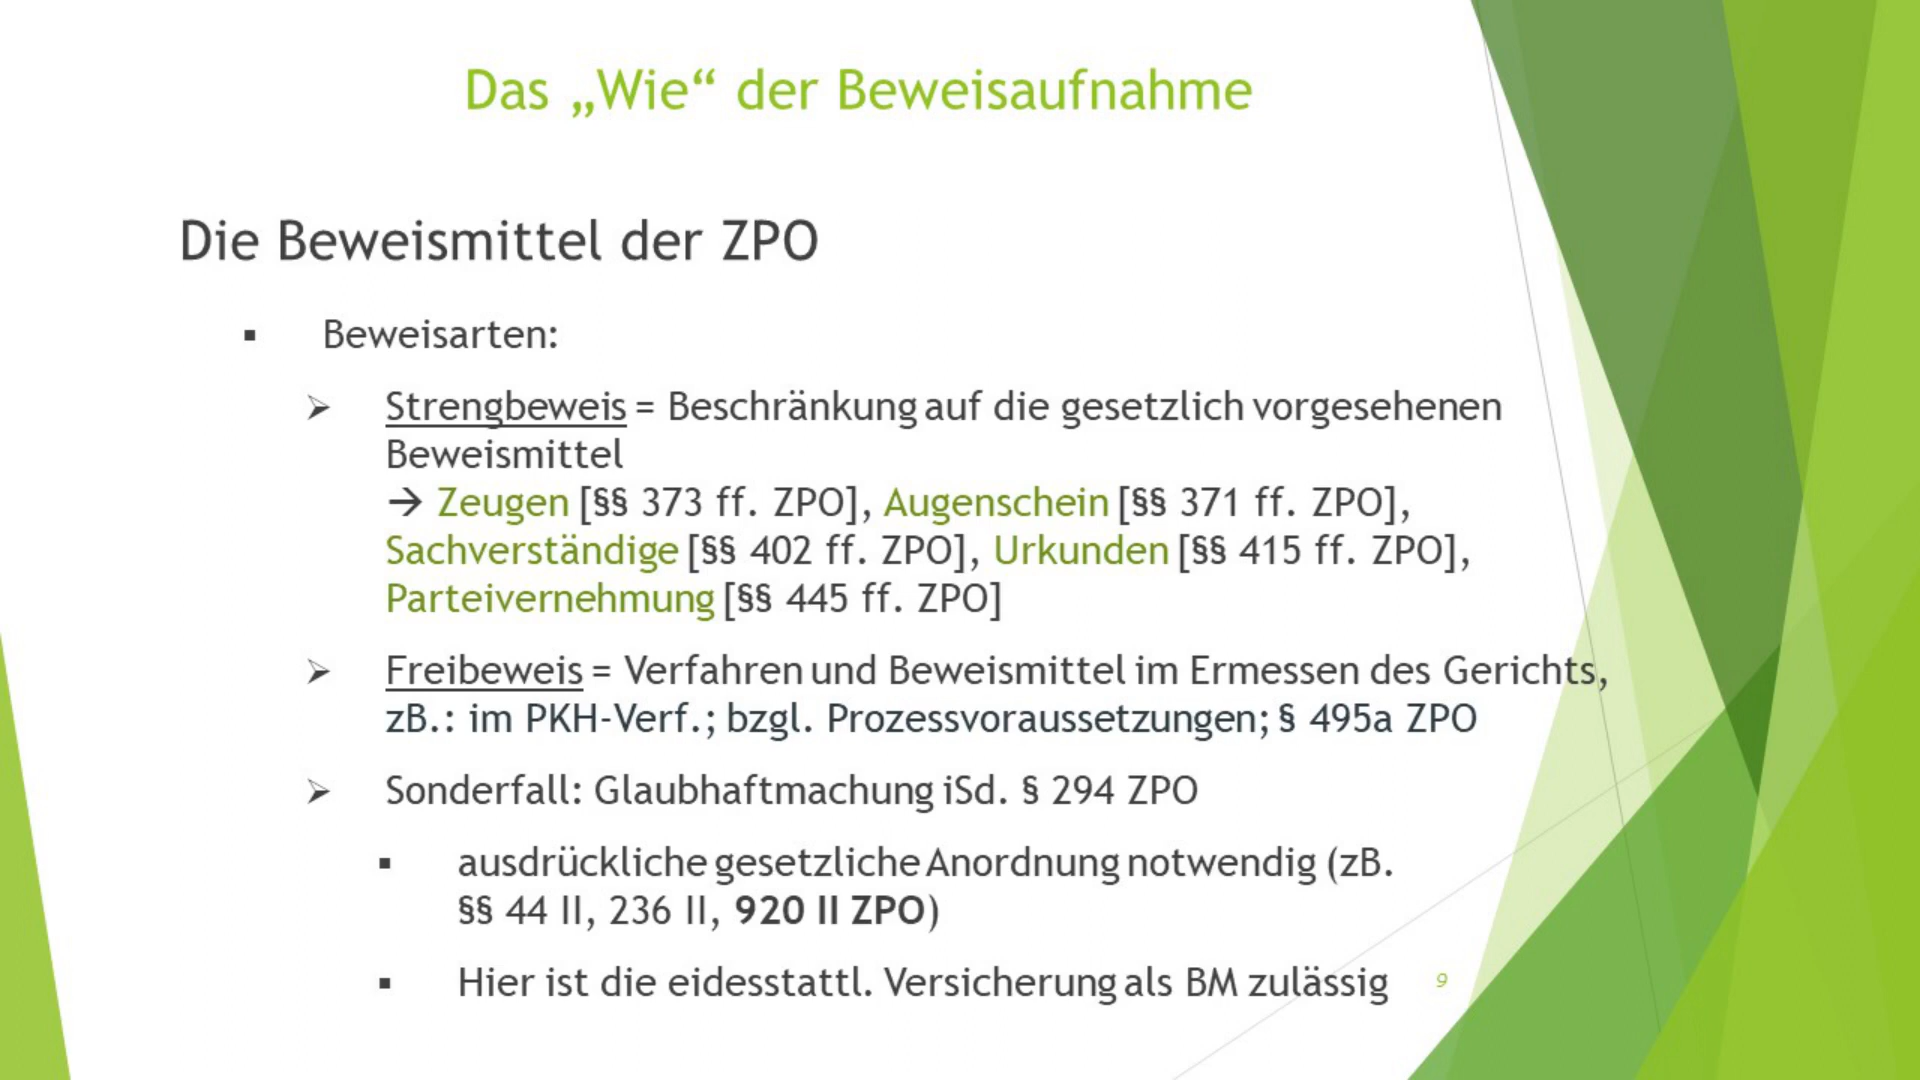 Das „Wie“ der Beweisaufnahme
Die Beweismittel der ZPO
▪ Beweisarten:
➢ Strengbeweis = Beschränkung auf die gesetzlich vorgesehenen
Beweismittel
→ Zeugen [§§ 373 ff. ZPO], Augenschein [§§ 371 ff. ZPO],
Sachverständige [§§ 402 ff. ZPO], Urkunden [§§ 415 ff. ZPO],
Parteivernehmung [§§ 445 ff. ZPO]
➢ Freibeweis = Verfahren und Beweismittel im Ermessen des Gerichts,
zB.: im PKH-Verf.; bzgl. Prozessvoraussetzungen; § 495a ZPO
➢ Sonderfall: Glaubhaftmachung iSd. § 294 ZPO
▪ ausdrückliche gesetzliche Anordnung notwendig (zB.
§§ 44 II, 236 II, 920 II ZPO)
▪ Hier ist die eidesstattl. Versicherung als BM zulässig
9